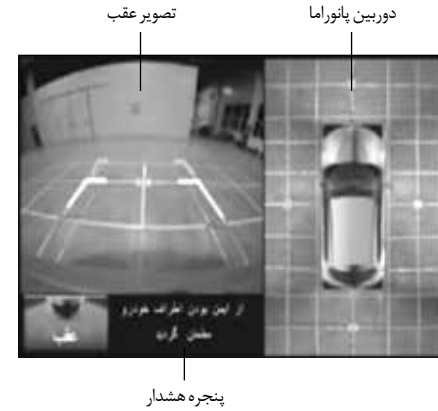 دوربین پانوراما
تصویر عقب
از ایمن بودن اطراف خودرو
مطمئن گردید
عقب
پنجره هشدار